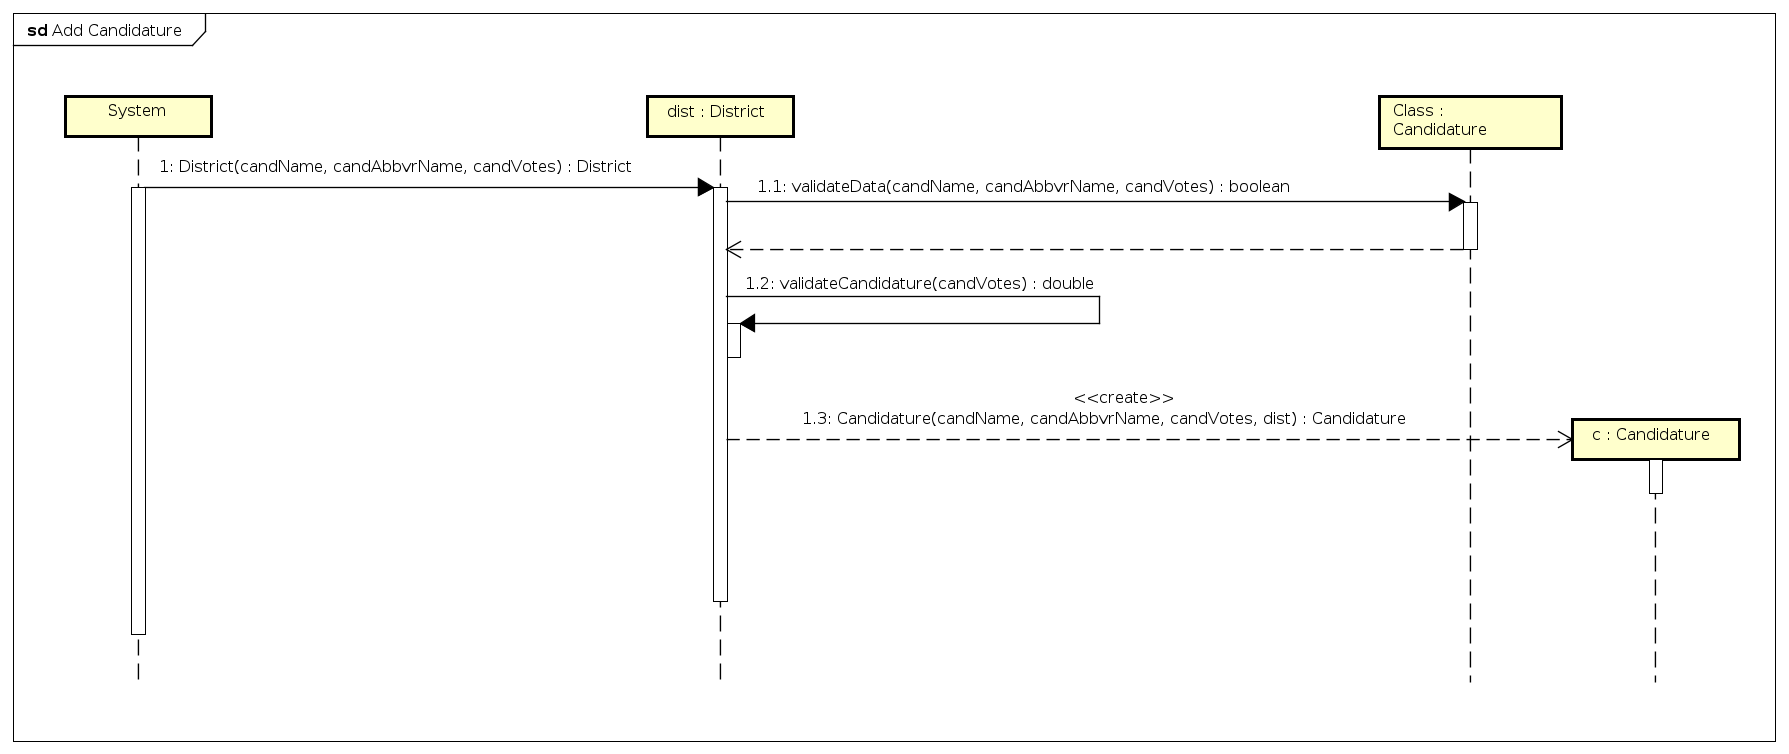 sd Add Candidature
System
dist : District
Class :
Candidature
1: District(candName, candAbbvrName, candVotes) : District
1.1: validateData(candName, candAbbvrName, candVotes) : boolean
1.2: validateCandidature(candVotes) : double
<<create>>
1.3: Candidature(candName, candAbbvrName, candVotes, dist) : Candidature
c : Candidature